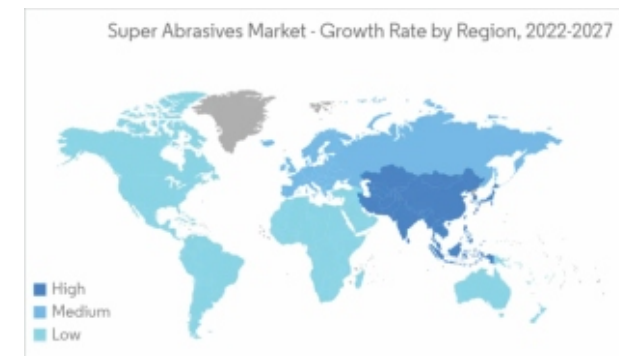 Super Abrasives Market - Growth Rate by Region, 2022-2027
High
Medium
Low